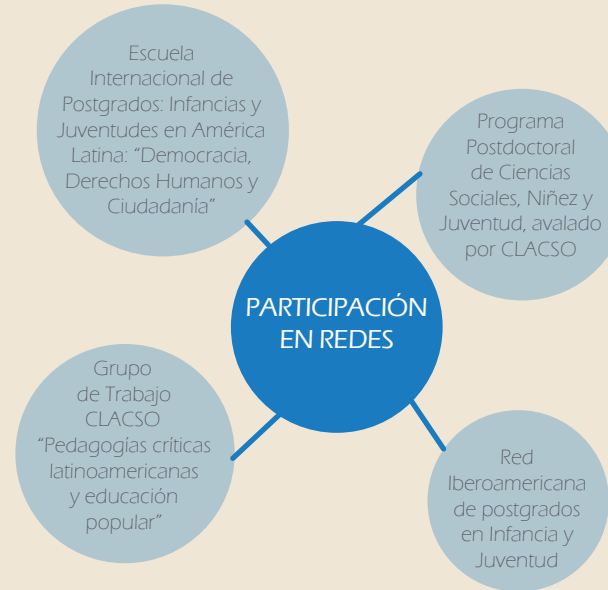 Escuela
Internacional de
Postgrados: Infancias y
Juventudes en América
Latina: “Democracia,
Derechos Humanos y
Ciudadanía”
Programa
Postdoctoral
de Ciencias
Sociales, Niñez y
Juventud, avalado
por CLACSO
PARTICIPACIÓN
EN REDES
Grupo
de Trabajo
CLACSO
“Pedagogías críticas
latinoamericanas
y educación
popular”
Red
Iberoamericana
de postgrados
en Infancia y
Juventud